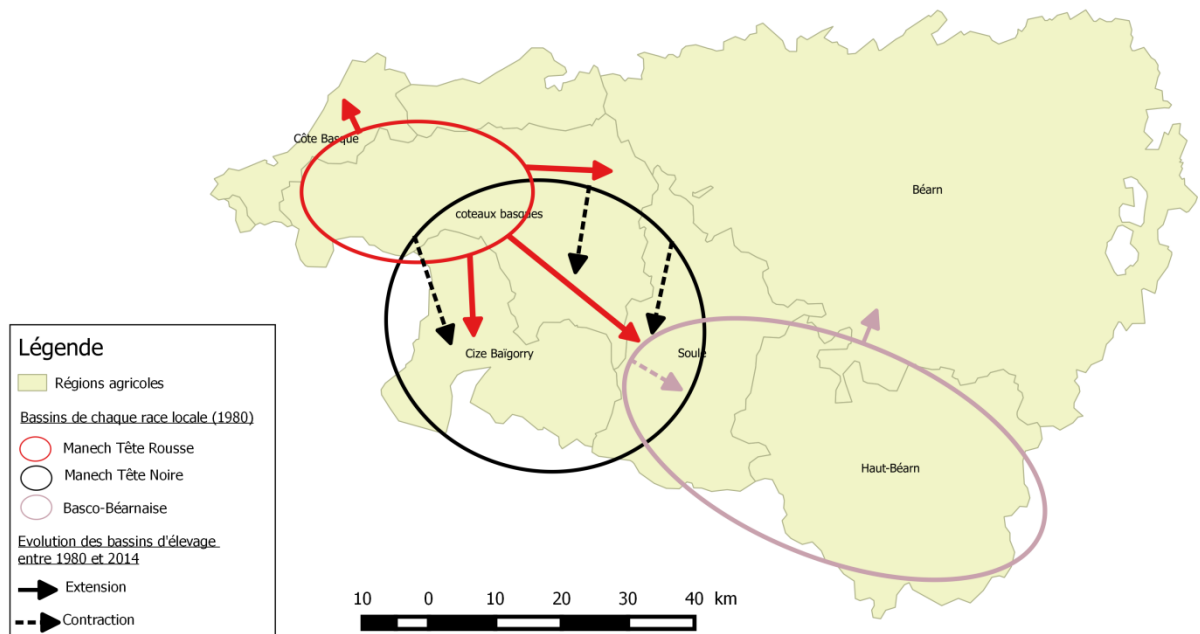 Côte Basque
Béarn
coteaux basques
Cize Baïgorry
Soule
Haut-Béarn
Légende
Régions agricoles
Bassins de chaque race locale (1980)
Manech Tête Rousse
Manech Tête Noire
Basco-Béarnaise
Evolution des bassins d'élevage
entre 1980 et 2014
Extension
Contraction
10 0 10 20 30 40 km